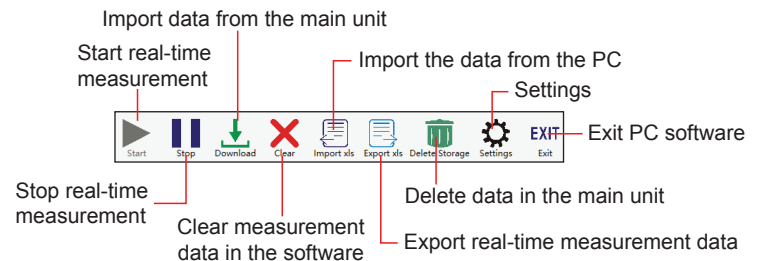 Import data from the main unit
Start real-time
measurement
Import the data from the PC
Settings
EXIT
Start
Stop
Download
Clear
Import xls
Export xls
Delete Storage
Settings
Exit
Exit PC software
Stop real-time
measurement
Clear measurement
data in the software
Delete data in the main unit
Export real-time measurement data